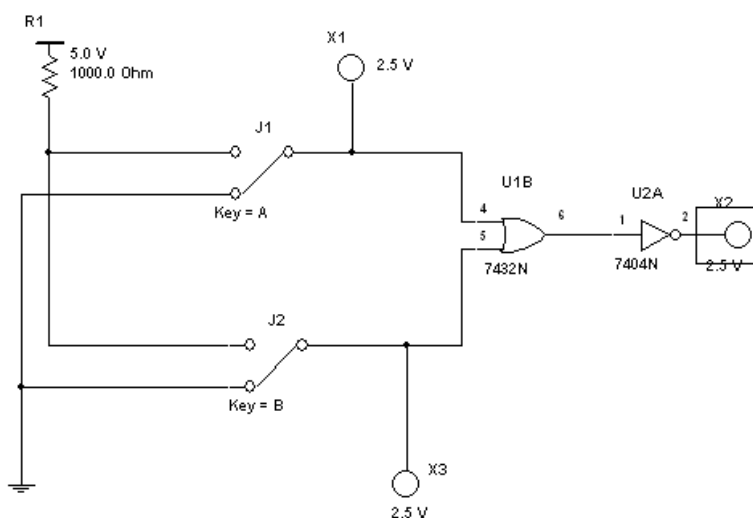 R1
5.0 V
1000.0 Ohm
X1
2.5 V
J1
Key = A
U1B
4
5
6
7432N
U2A
1
2
7404N
X2
2.5 V
J2
Key = B
X3
2.5 V